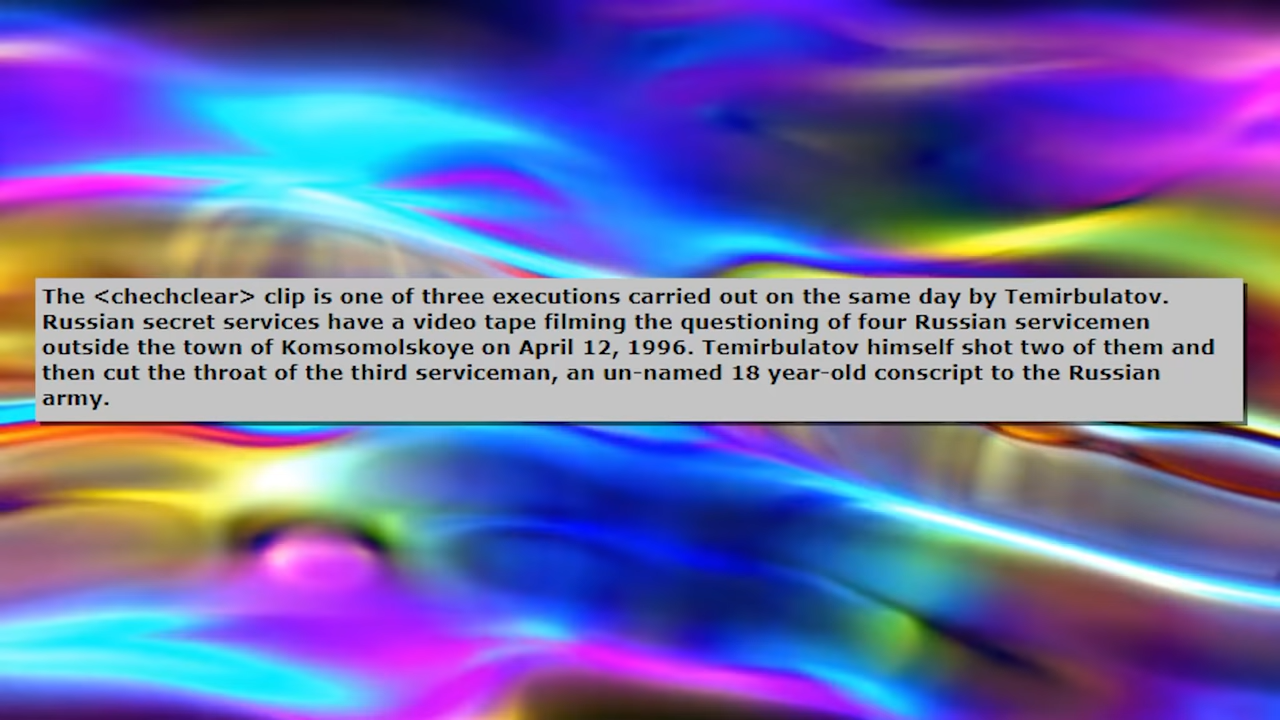 The <chechclear> clip is one of three executions carried out on the same day by Temirbulatov.
Russian secret services have a video tape filming the questioning of four Russian servicemen
outside the town of Komsomolskoye on April 12, 1996. Temirbulatov himself shot two of them and
then cut the throat of the third serviceman, an un-named 18 year-old conscript to the Russian
army.